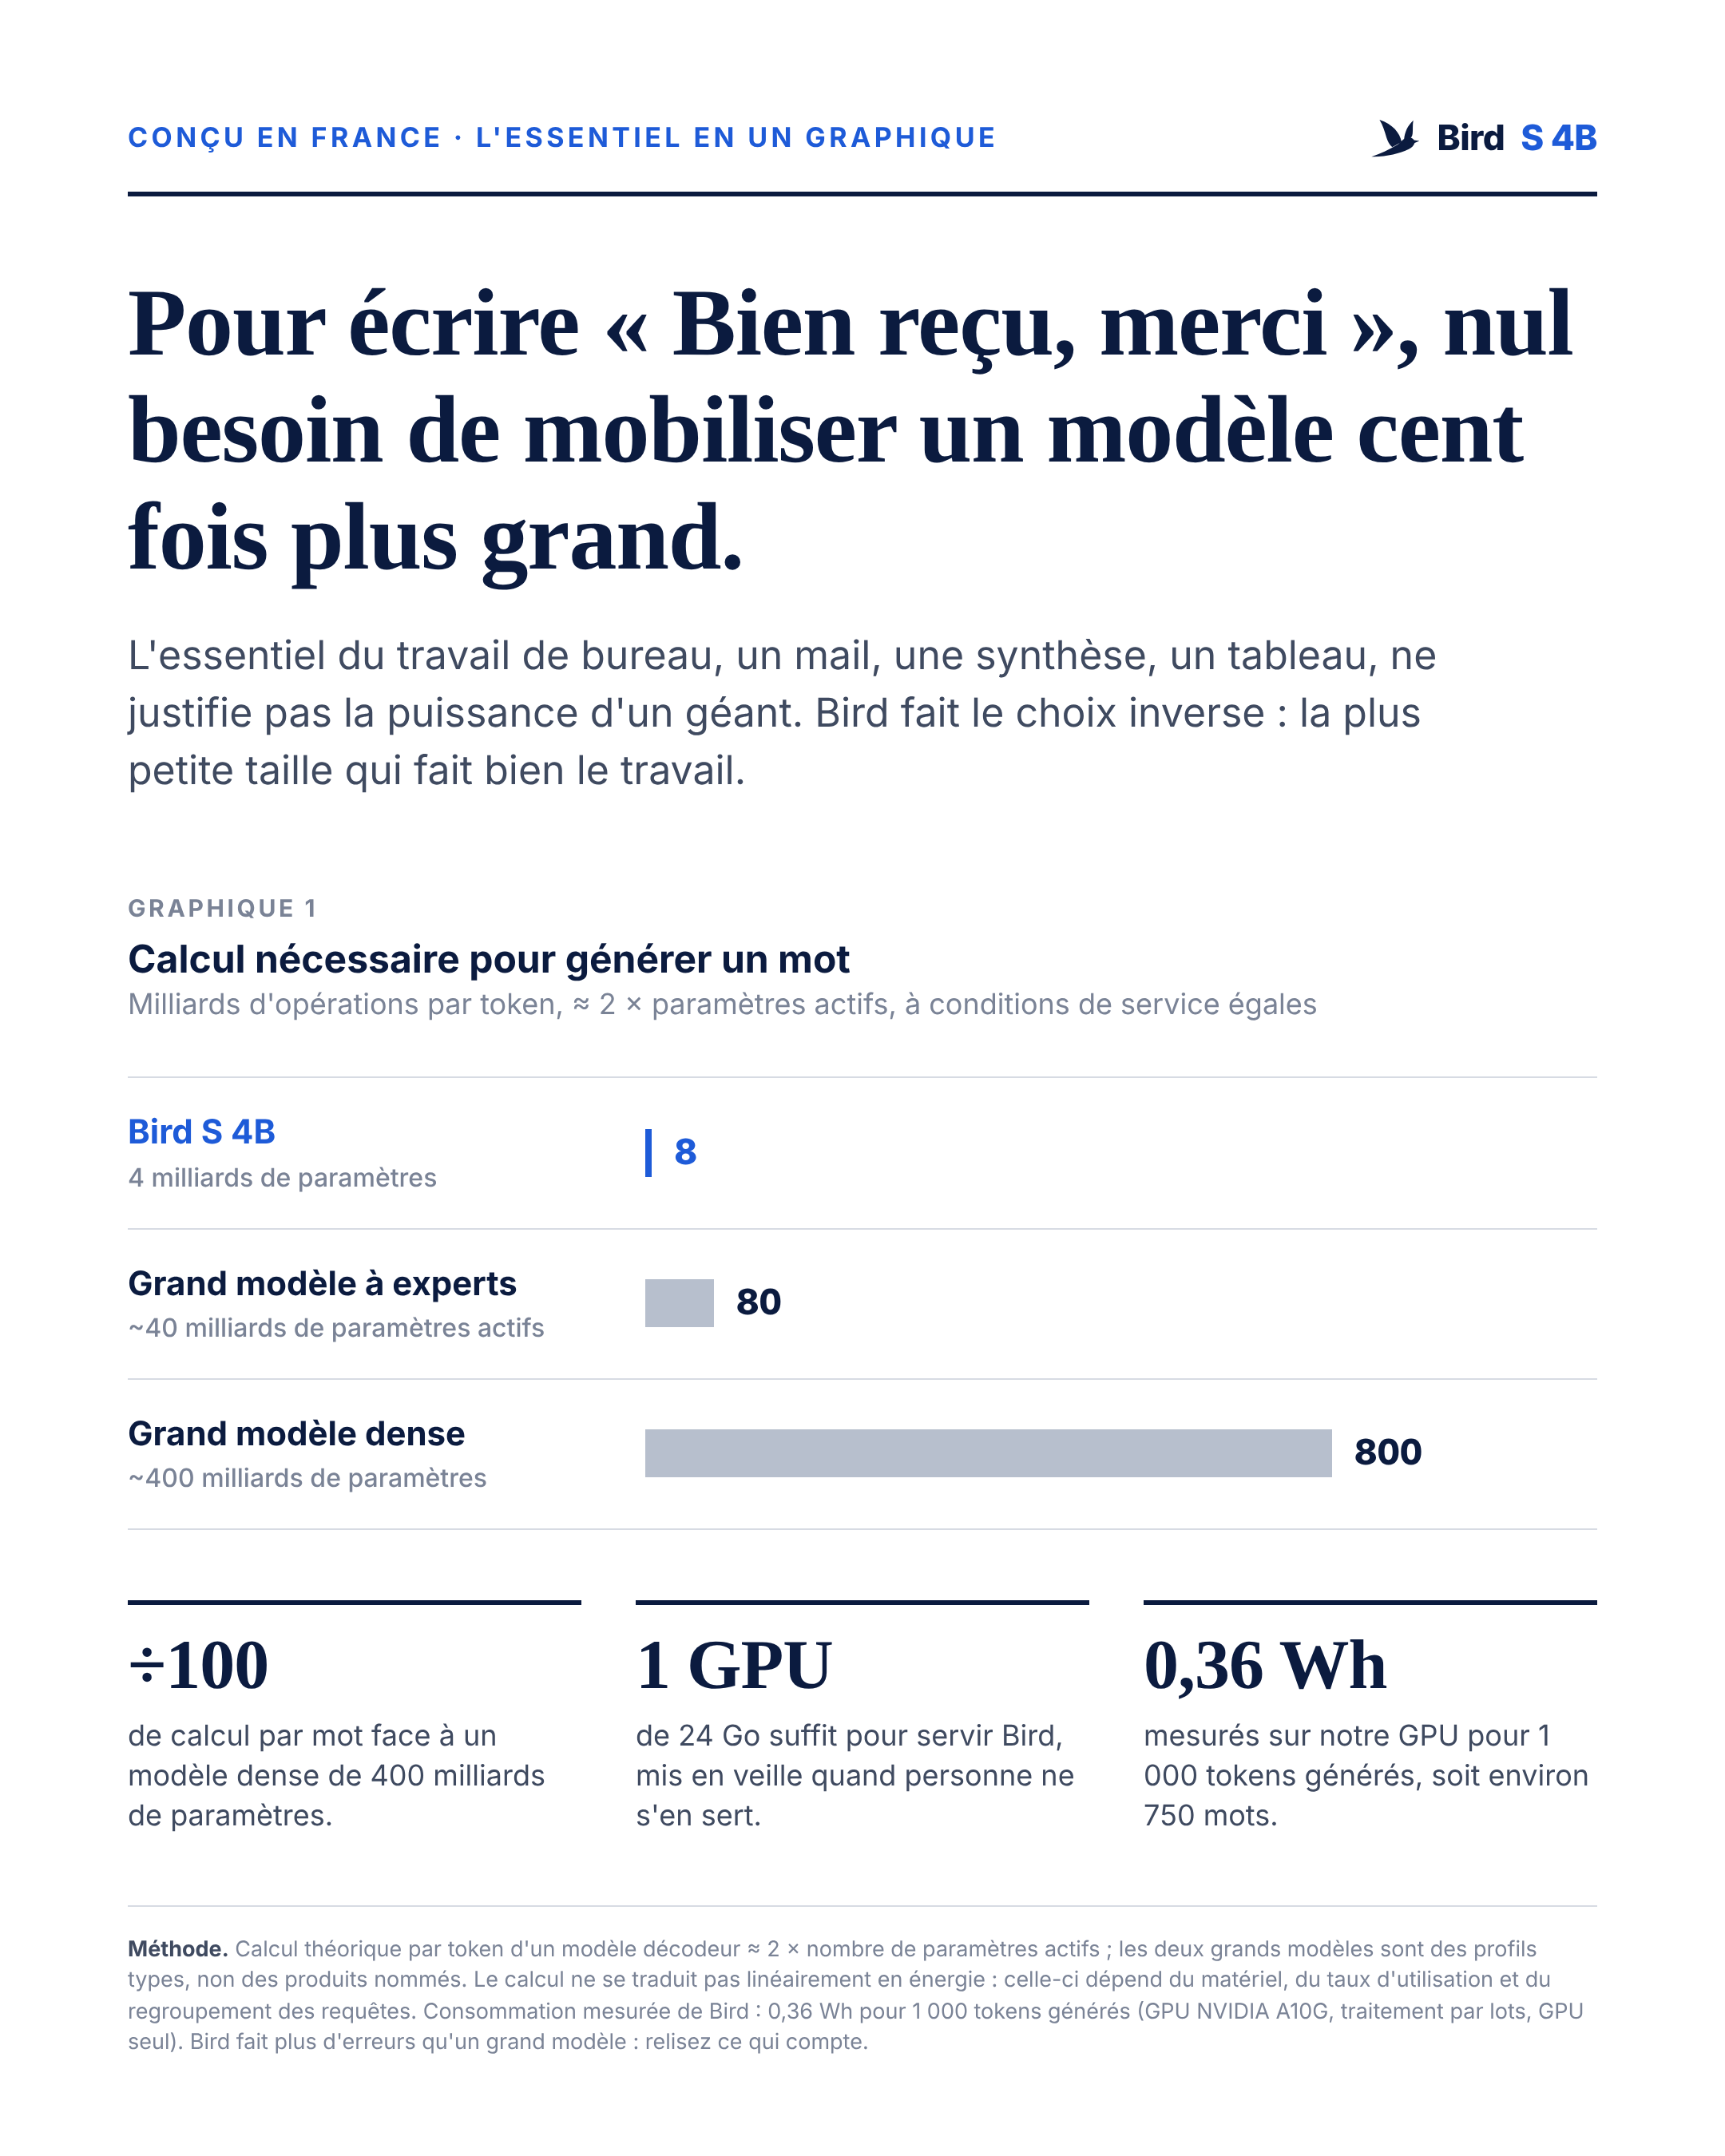 CONÇU EN FRANCE · L'ESSENTIEL EN UN GRAPHIQUE
Bird S 4B
Pour écrire « Bien reçu, merci », nul
besoin de mobiliser un modèle cent
fois plus grand.
L'essentiel du travail de bureau, un mail, une synthèse, un tableau, ne
justifie pas la puissance d'un géant. Bird fait le choix inverse : la plus
petite taille qui fait bien le travail.
GRAPHIQUE 1
Calcul nécessaire pour générer un mot
Milliards d'opérations par token, ≈ 2 × paramètres actifs, à conditions de service égales
Bird S 4B
4 milliards de paramètres
8
Grand modèle à experts
~40 milliards de paramètres actifs
80
Grand modèle dense
~400 milliards de paramètres
800
÷100
de calcul par mot face à un
modèle dense de 400 milliards
de paramètres.
1 GPU
de 24 Go suffit pour servir Bird,
mis en veille quand personne ne
s'en sert.
0,36 Wh
mesurés sur notre GPU pour 1
000 tokens générés, soit environ
750 mots.
Méthode. Calcul théorique par token d'un modèle décodeur ≈ 2 × nombre de paramètres actifs ; les deux grands modèles sont des profils
types, non des produits nommés. Le calcul ne se traduit pas linéairement en énergie : celle-ci dépend du matériel, du taux d'utilisation et du
regroupement des requêtes. Consommation mesurée de Bird : 0,36 Wh pour 1 000 tokens générés (GPU NVIDIA A10G, traitement par lots, GPU
seul). Bird fait plus d'erreurs qu'un grand modèle : relisez ce qui compte.